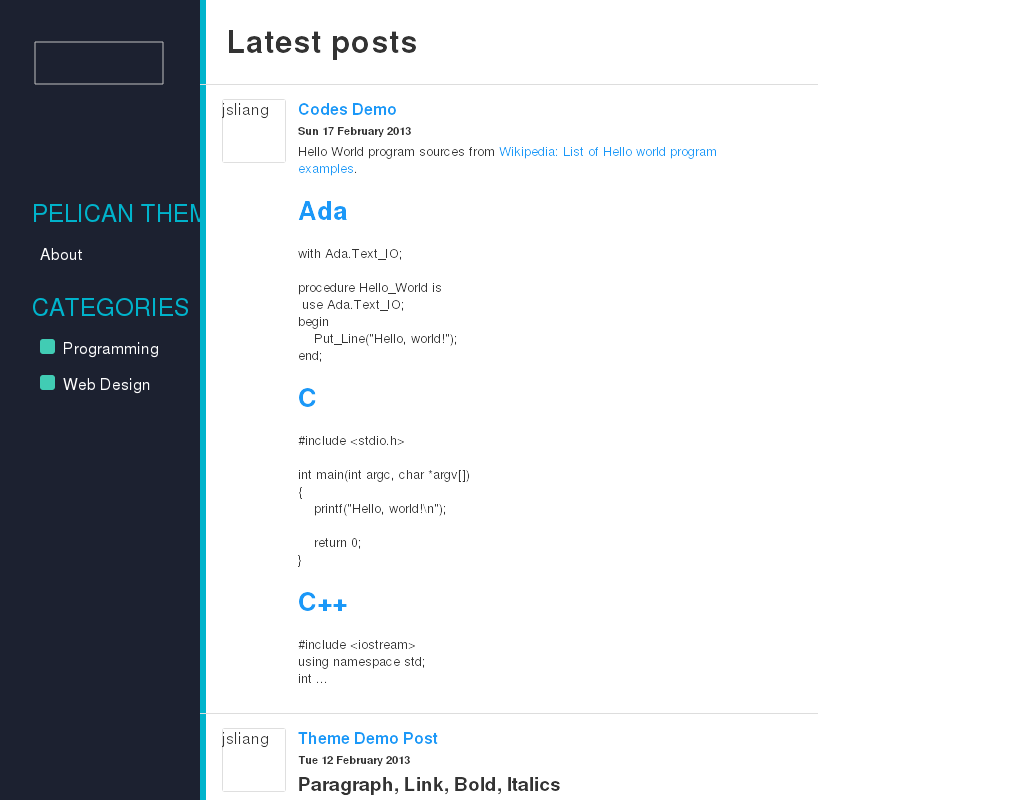 PELICAN THEM
About
CATEGORIES
Programming
Web Design
Latest posts
jsliang
Codes Demo
Sun 17 February 2013
Hello World program sources from Wikipedia: List of Hello world program
examples.
Ada
with Ada.Text_IO;
procedure Hello_World is
use Ada.Text_IO;
begin
Put_Line("Hello, world!");
end;
C
#include <stdio.h>
int main(int argc, char *argv[])
{
printf("Hello, world!\n");
return 0;
}
C++
#include <iostream>
using namespace std;
int ...
jsliang
Theme Demo Post
Tue 12 February 2013
Paragraph, Link, Bold, Italics